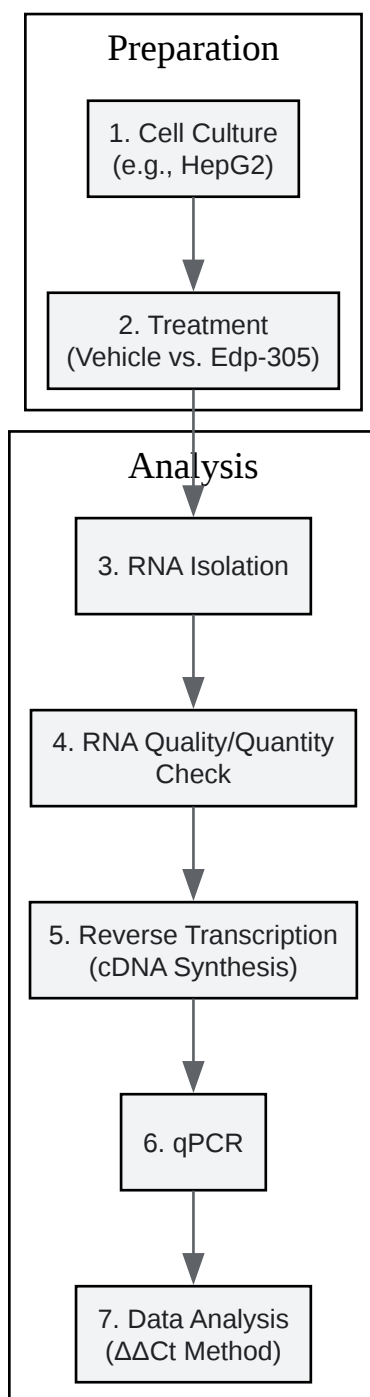 Preparation
1. Cell Culture
(e.g., HepG2)
2. Treatment
(Vehicle vs. Edp-305)
Analysis
3. RNA Isolation
4. RNA Quality/Quantity
Check
5. Reverse Transcription
(cDNA Synthesis)
6. qPCR
7. Data Analysis
(ΔΔCt Method)